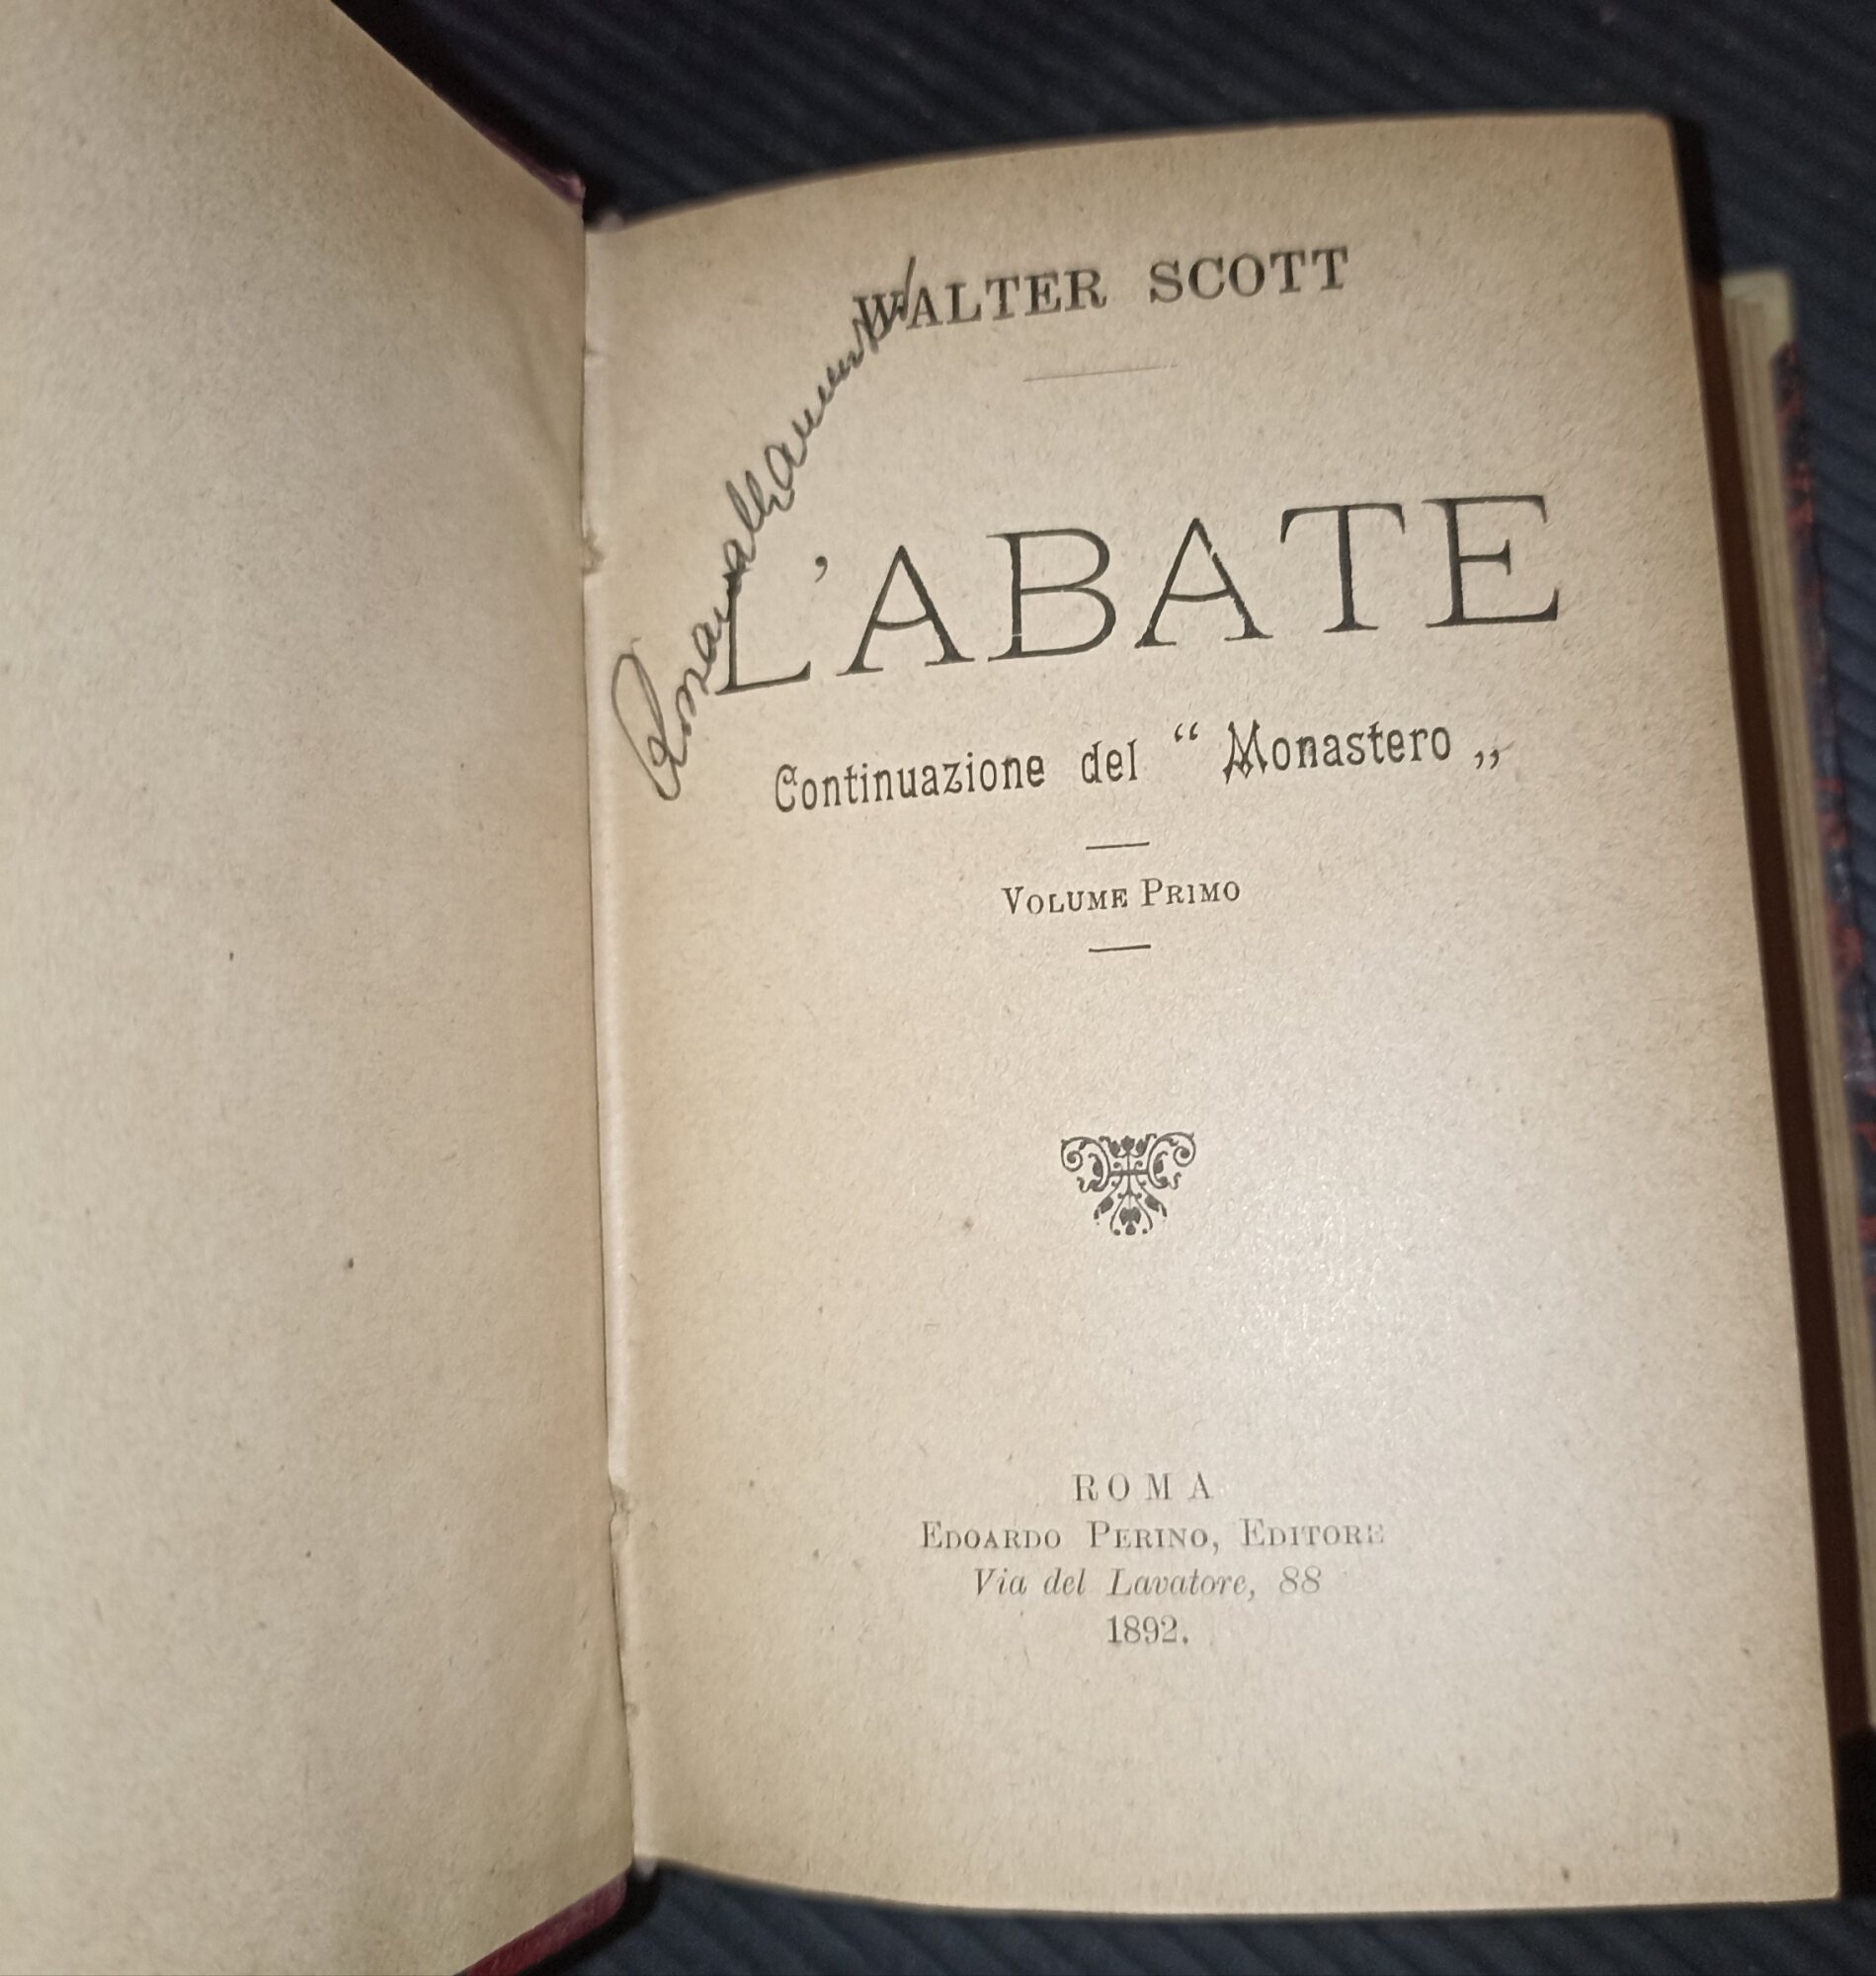 WALTER SCOTT
L'ABATE
Continuazione del “ Monastero „
VOLUME PRIMO
ROMA
EDOARDO PERINO, EDITORE
Via del Lavatore, 88
1892.